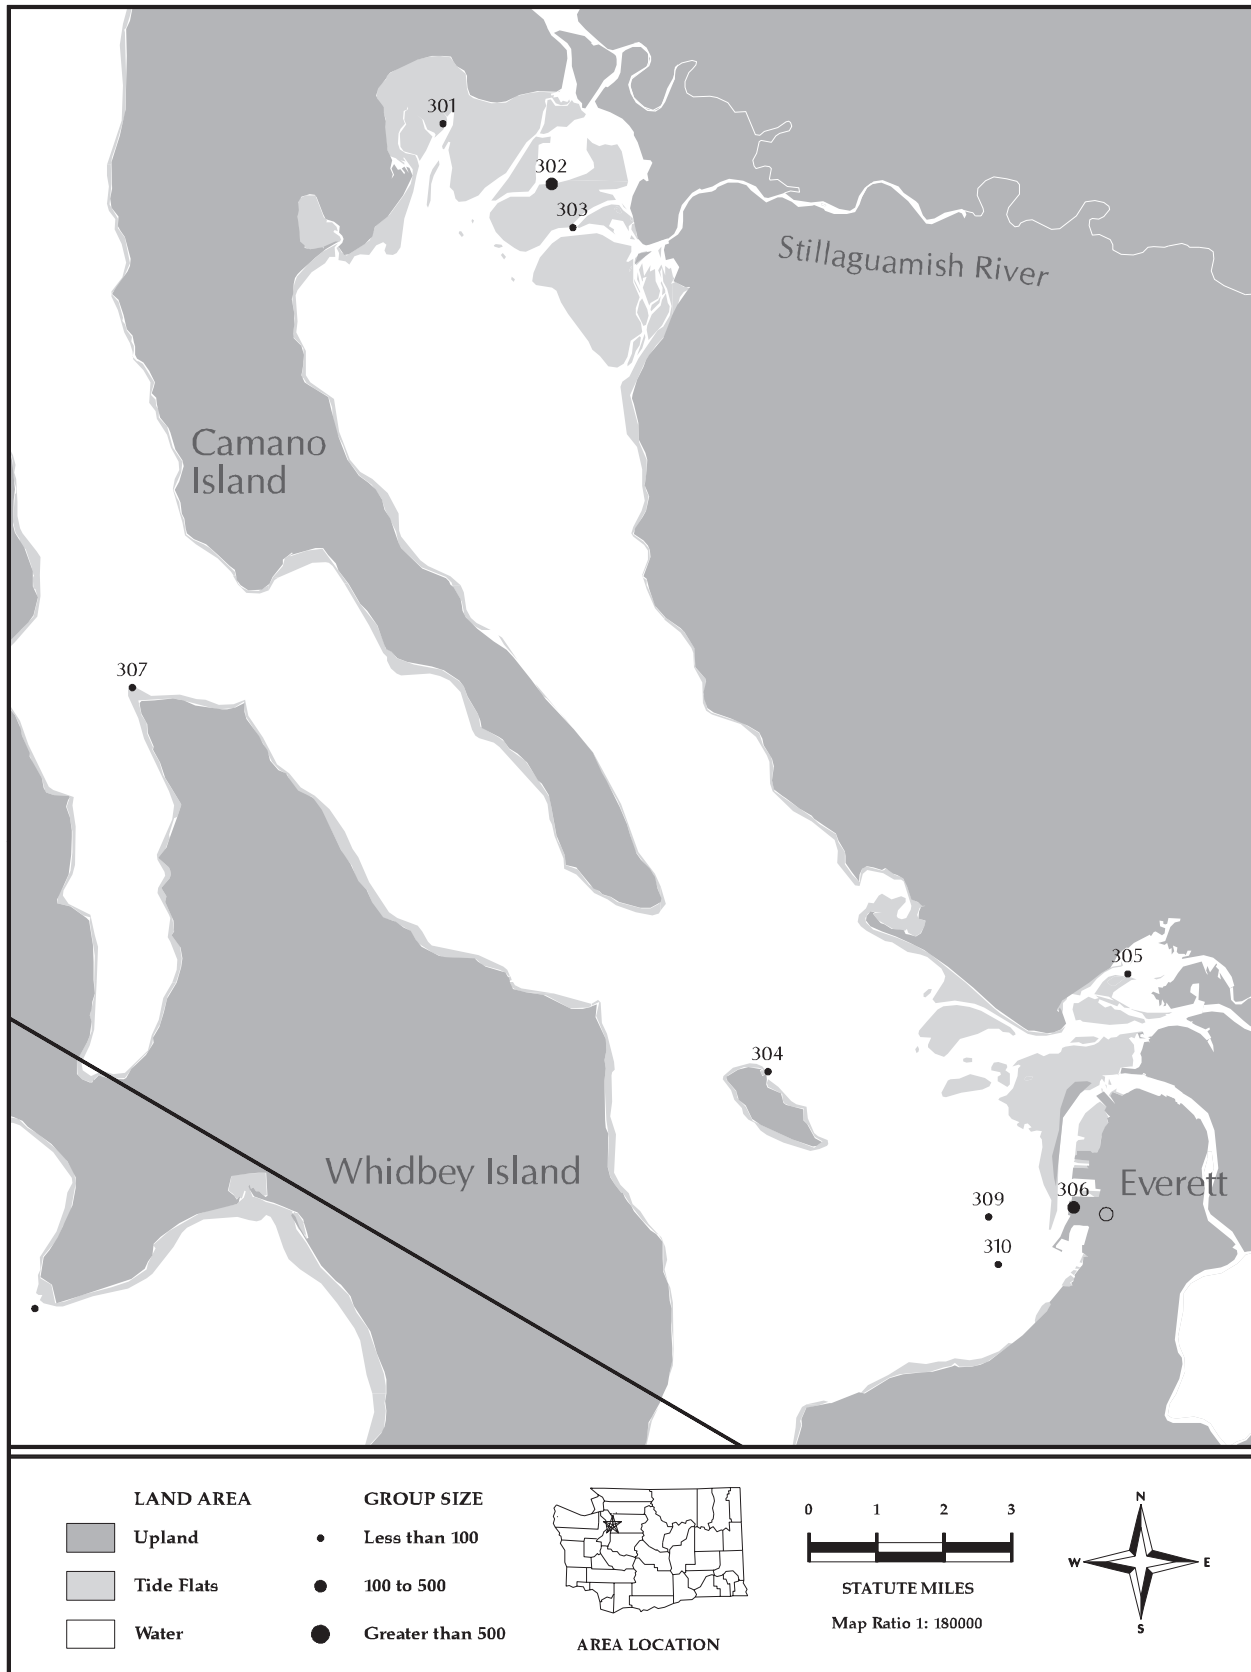 301
302
303
Stillaguamish River
Camano
Island
307
305
304
Whidbey Island
Everett
306
309
310
LAND AREA
Upland
Tide Flats
Water
GROUP SIZE
Less than 100
100 to 500
Greater than 500
AREA LOCATION
0 1 2 3
STATUTE MILES
Map Ratio 1: 180000
N
W E
S